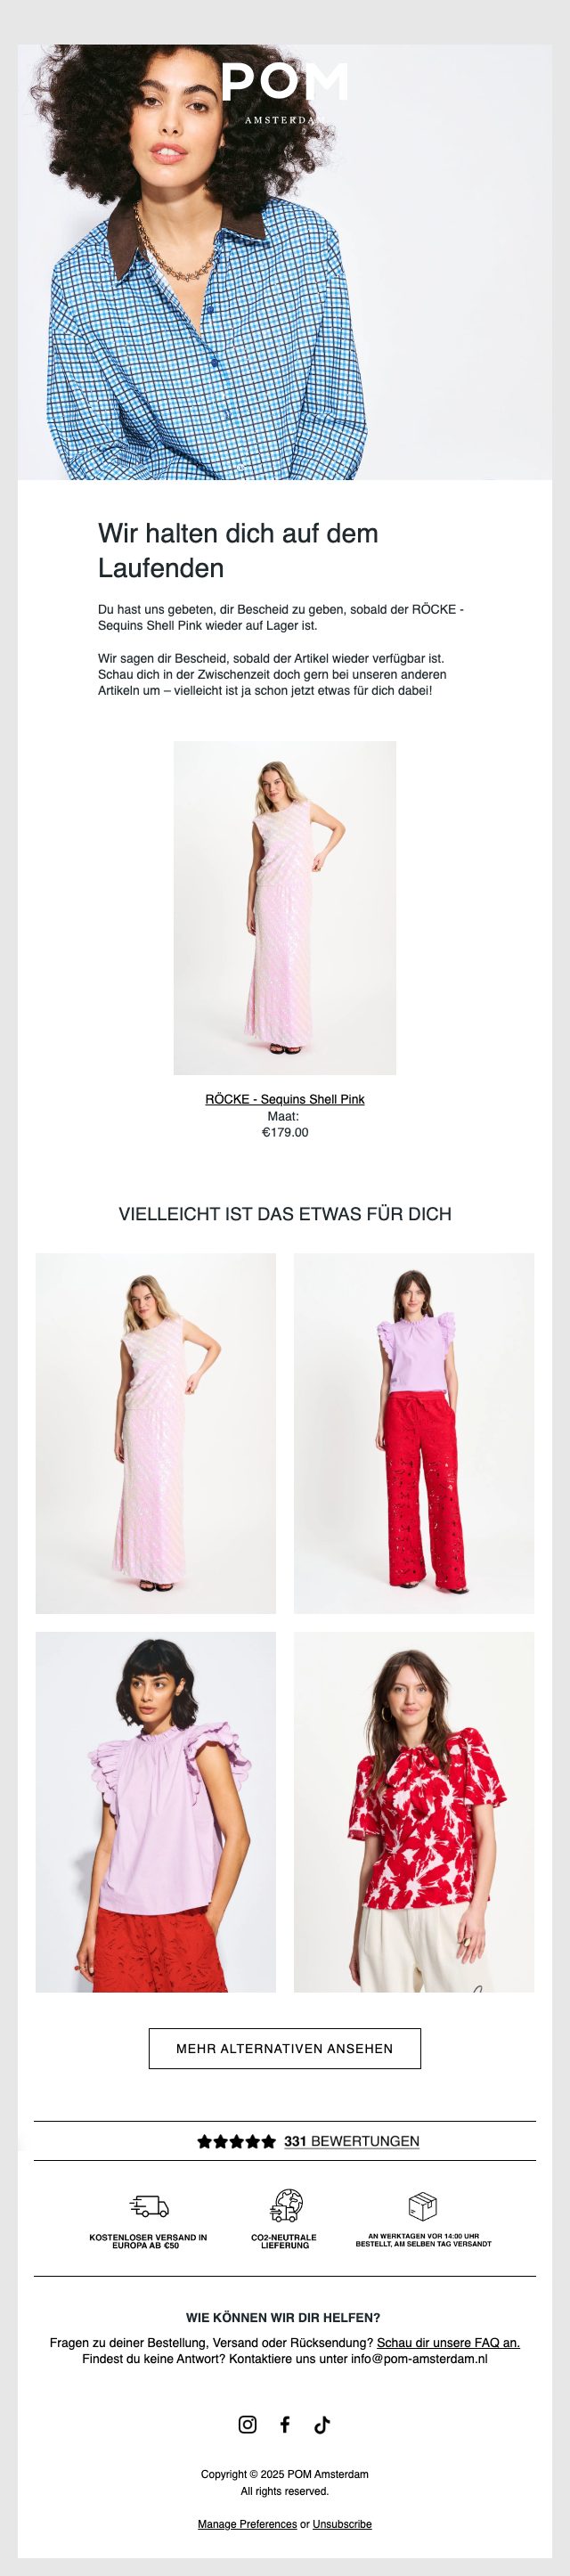 POM
AMSTERDAM
Wir halten dich auf dem
Laufenden
Du hast uns gebeten, dir Bescheid zu geben, sobald der RÖCKE -
Sequins Shell Pink wieder auf Lager ist.
Wir sagen dir Bescheid, sobald der Artikel wieder verfügbar ist.
Schau dich in der Zwischenzeit doch gern bei unseren anderen
Artikeln um – vielleicht ist ja schon jetzt etwas für dich dabei!
RÖCKE - Sequins Shell Pink
Maat:
€179.00
VIELLEICHT IST DAS ETWAS FÜR DICH
MEHR ALTERNATIVEN ANSEHEN
331 BEWERTUNGEN
KOSTENLOSER VERSAND IN
EUROPA AB €50
CO2-NEUTRALE
LIEFERUNG
AN WERKTAGEN VOR 14:00 UHR
BESTELLT, AM SELBEN TAG VERSANDT
WIE KÖNNEN WIR DIR HELFEN?
Fragen zu deiner Bestellung, Versand oder Rücksendung? Schau dir unsere FAQ an.
Findest du keine Antwort? Kontaktiere uns unter info@pom-amsterdam.nl
Copyright © 2025 POM Amsterdam
All rights reserved.
Manage Preferences or Unsubscribe